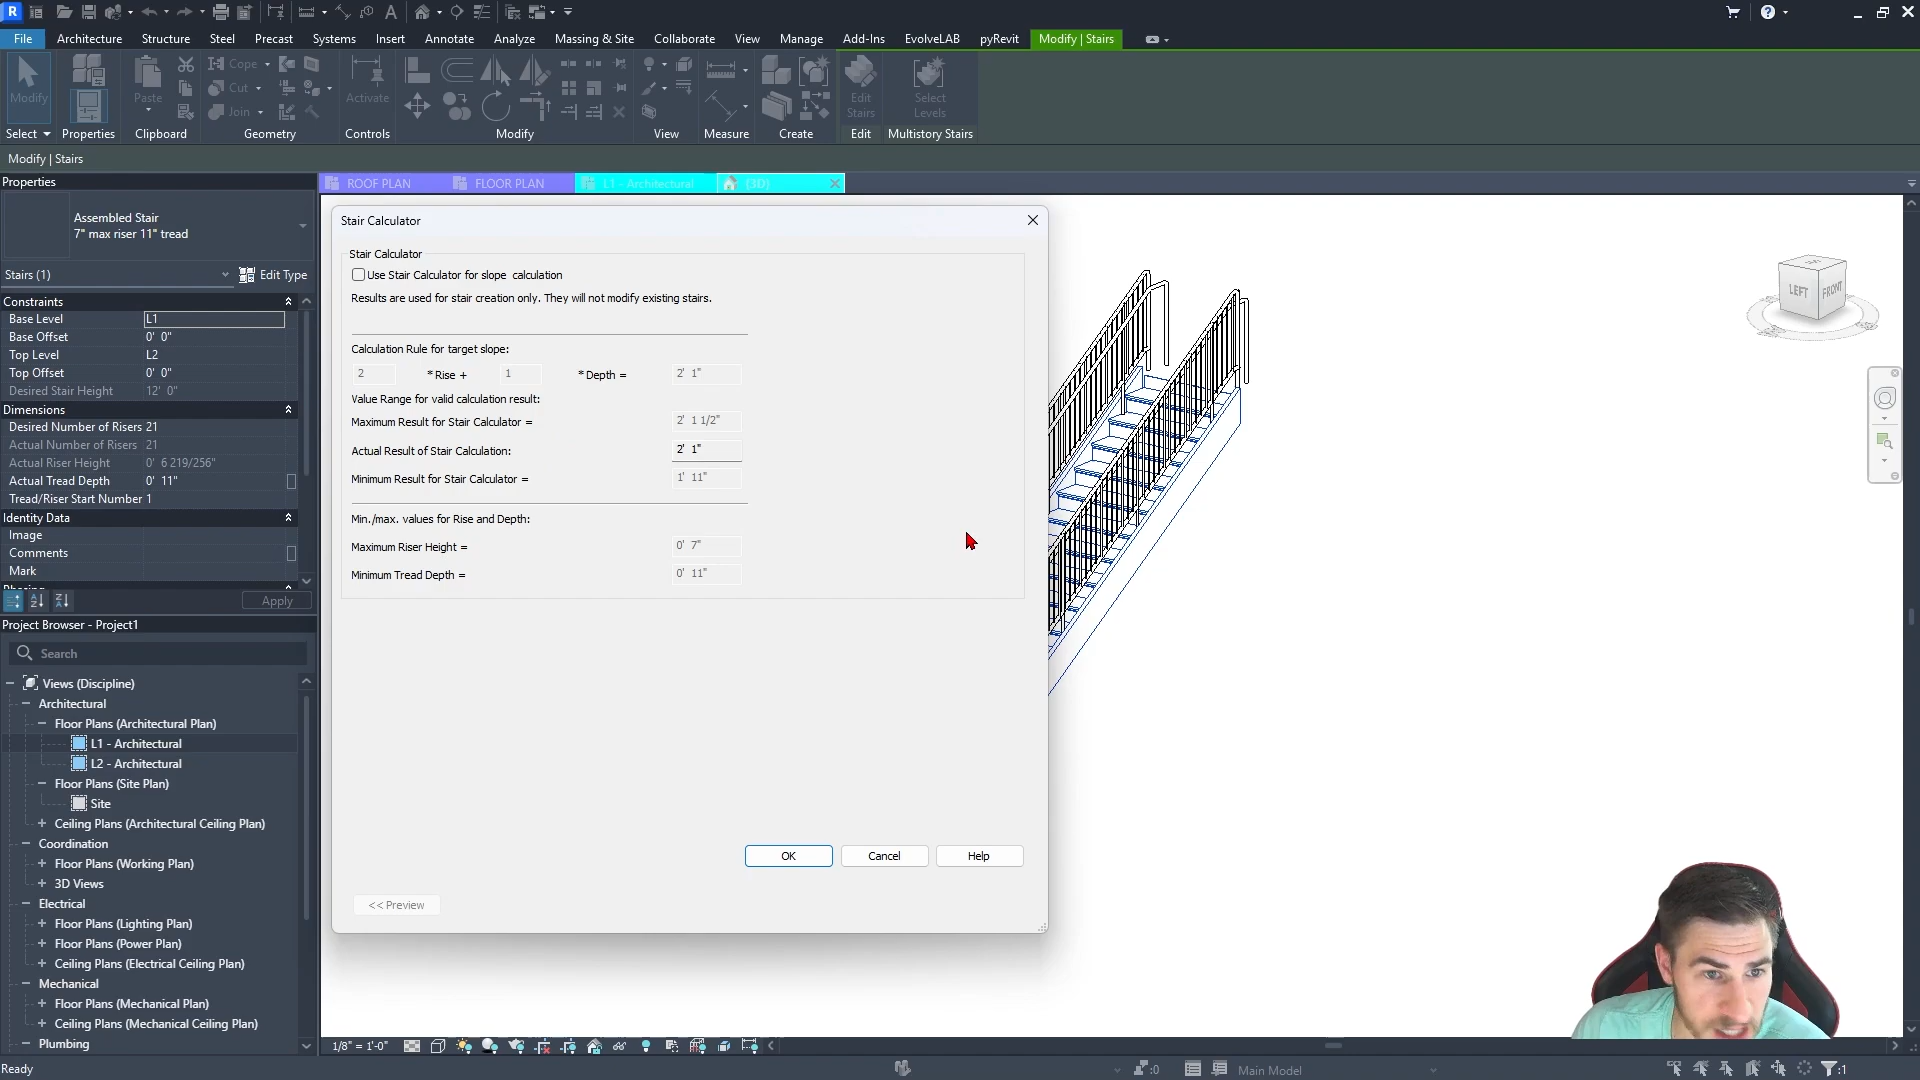 R
File
Architecture
Structure
Steel
Precast
Systems
Insert
Annotate
Analyze
Massing & Site
Collaborate
View
Manage
Add-Ins
EvolveLAB
pyRevit
Modify | Stairs
Modify
Paste
Cope
Cut
Join
Activate
Edit
Stairs
Select
Levels
Select
Properties
Clipboard
Geometry
Controls
Modify
View
Measure
Create
Edit
Multistory Stairs
Modify | Stairs
Properties
Assembled Stair
7" max riser 11" tread
Stairs (1)
Edit Type
Constraints
Base Level L1
Base Offset 0' 0"
Top Level L2
Top Offset 0' 0"
Desired Stair Height 12' 0"
Dimensions
Desired Number of Risers 21
Actual Number of Risers 21
Actual Riser Height 0' 6 219/256"
Actual Tread Depth 0' 11"
Tread/Riser Start Number 1
Identity Data
Image
Comments
Mark
Apply
Project Browser - Project1
Search
Views (Discipline)
Architectural
Floor Plans (Architectural Plan)
L1 - Architectural
L2 - Architectural
Floor Plans (Site Plan)
Site
Ceiling Plans (Architectural Ceiling Plan)
Coordination
Floor Plans (Working Plan)
3D Views
Electrical
Floor Plans (Lighting Plan)
Floor Plans (Power Plan)
Ceiling Plans (Electrical Ceiling Plan)
Mechanical
Floor Plans (Mechanical Plan)
Ceiling Plans (Mechanical Ceiling Plan)
Plumbing
ROOF PLAN
FLOOR PLAN
L1 - Architectural
{3D}
Stair Calculator
Stair Calculator
Use Stair Calculator for slope calculation
Results are used for stair creation only. They will not modify existing stairs.
Calculation Rule for target slope:
2 * Rise + 1 * Depth = 2' 1"
Value Range for valid calculation result:
Maximum Result for Stair Calculator = 2' 1 1/2"
Actual Result of Stair Calculation: 2' 1"
Minimum Result for Stair Calculator = 1' 11"
Min./max. values for Rise and Depth:
Maximum Riser Height = 0' 7"
Minimum Tread Depth = 0' 11"
OK
Cancel
Help
<< Preview
LEFT
FRONT
1/8" = 1'-0"
Ready
:0
Main Model
:1